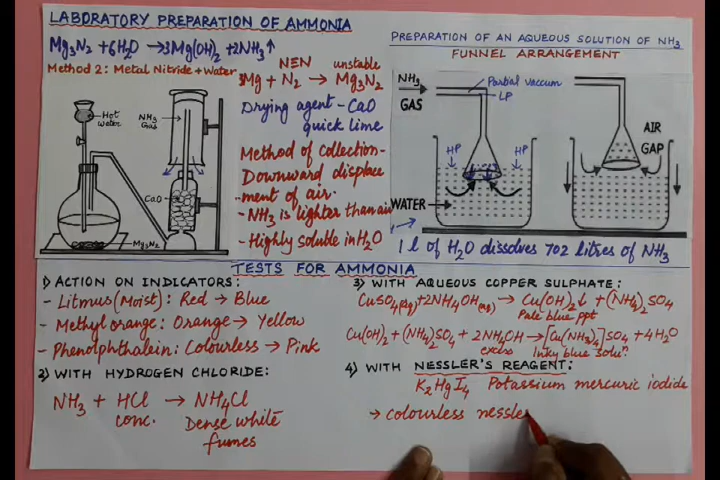 LABORATORY PREPARATION OF AMMONIA
Mg3N2 + 6H2O → 3Mg(OH)2 + 2NH3↑
Method 2: Metal Nitride + Water
N≡N unstable
3Mg + N2 → Mg3N2
Drying agent - CaO
quick lime
Method of collection-
Downward displace
-ment of air.
- NH3 is lighter than air
- Highly soluble in H2O
Hot
water
NH3
Gas
CaO
Mg3N2
PREPARATION OF AN AQUEOUS SOLUTION OF NH3
FUNNEL ARRANGEMENT
NH3
GAS
Partial vaccum
LP
HP
HP
WATER
AIR
GAP
1 l of H2O dissolves 702 litres of NH3
TESTS FOR AMMONIA
1) ACTION ON INDICATORS:
- Litmus (Moist): Red → Blue
- Methyl orange: Orange → Yellow
- Phenolphthalein: Colourless → Pink
2) WITH HYDROGEN CHLORIDE:
NH3 + HCl → NH4Cl
conc. Dense white
fumes
3) WITH AQUEOUS COPPER SULPHATE:
CuSO4(aq) + 2NH4OH(aq) → Cu(OH)2↓ + (NH4)2SO4
Pale blue ppt
Cu(OH)2 + (NH4)2SO4 + 2NH4OH → [Cu(NH3)4]SO4 + 4H2O
excess Inky blue soluⁿ.
4) WITH NESSLER'S REAGENT:
K2HgI4 Potassium mercuric iodide
→ colourless nessle